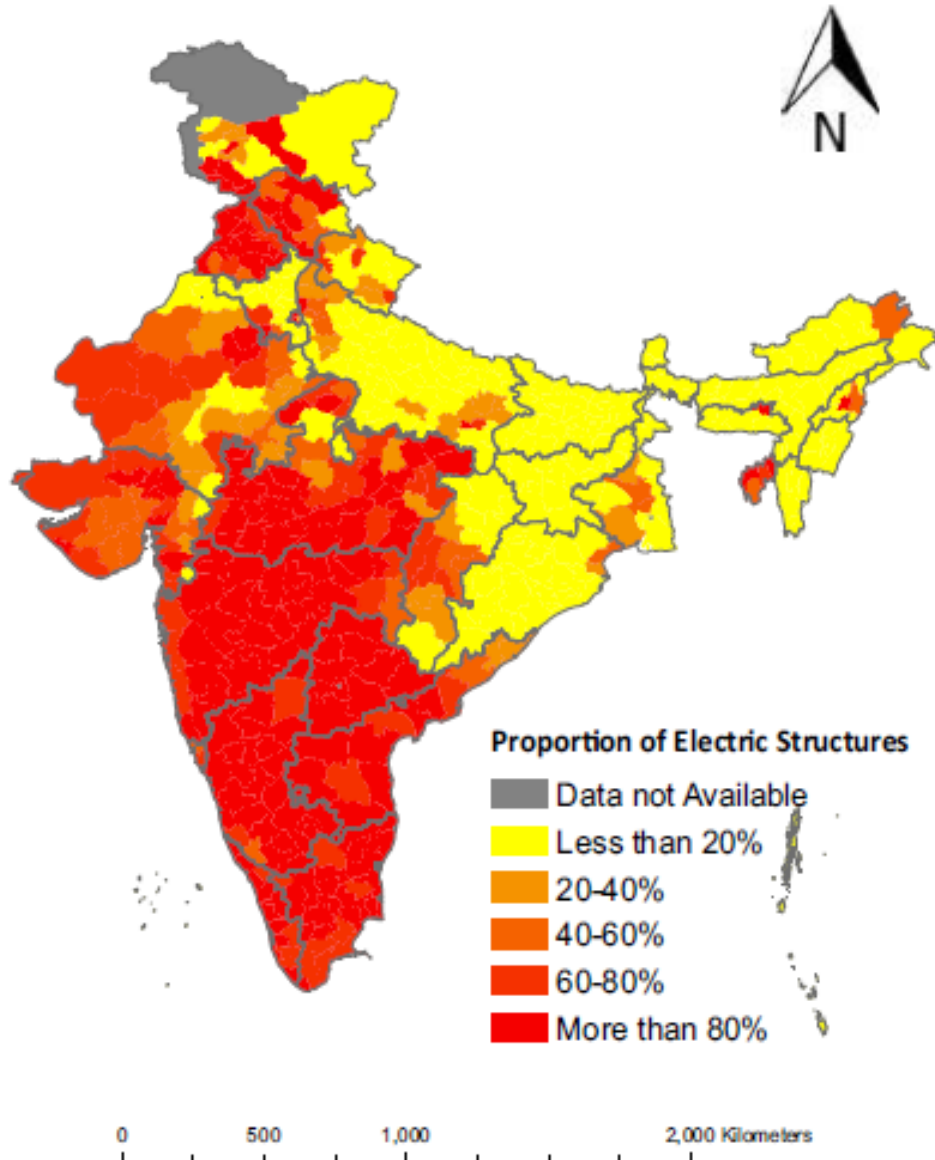 N
Proportion of Electric Structures
Data not Available
Less than 20%
20-40%
40-60%
60-80%
More than 80%
0 500 1,000 2,000 Kilometers